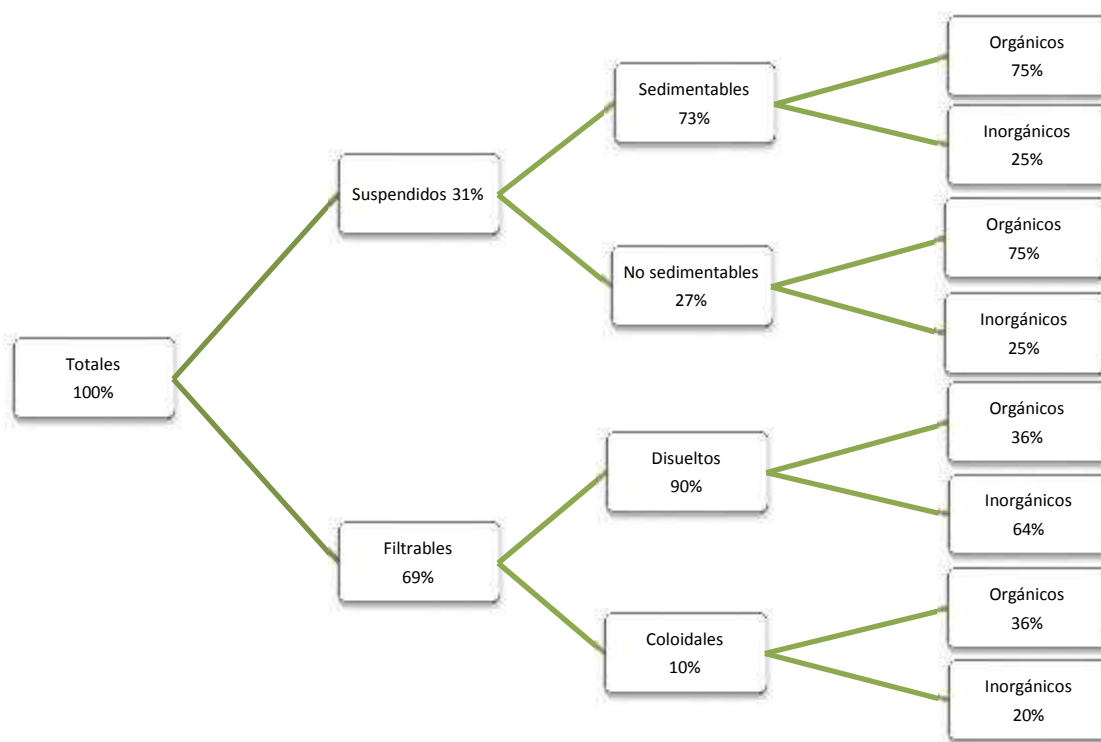 Totales
100%
Suspendidos 31%
Sedimentables
73%
Orgánicos
75%
Inorgánicos
25%
No sedimentables
27%
Orgánicos
75%
Inorgánicos
25%
Filtrables
69%
Disueltos
90%
Orgánicos
36%
Inorgánicos
64%
Coloidales
10%
Orgánicos
36%
Inorgánicos
20%